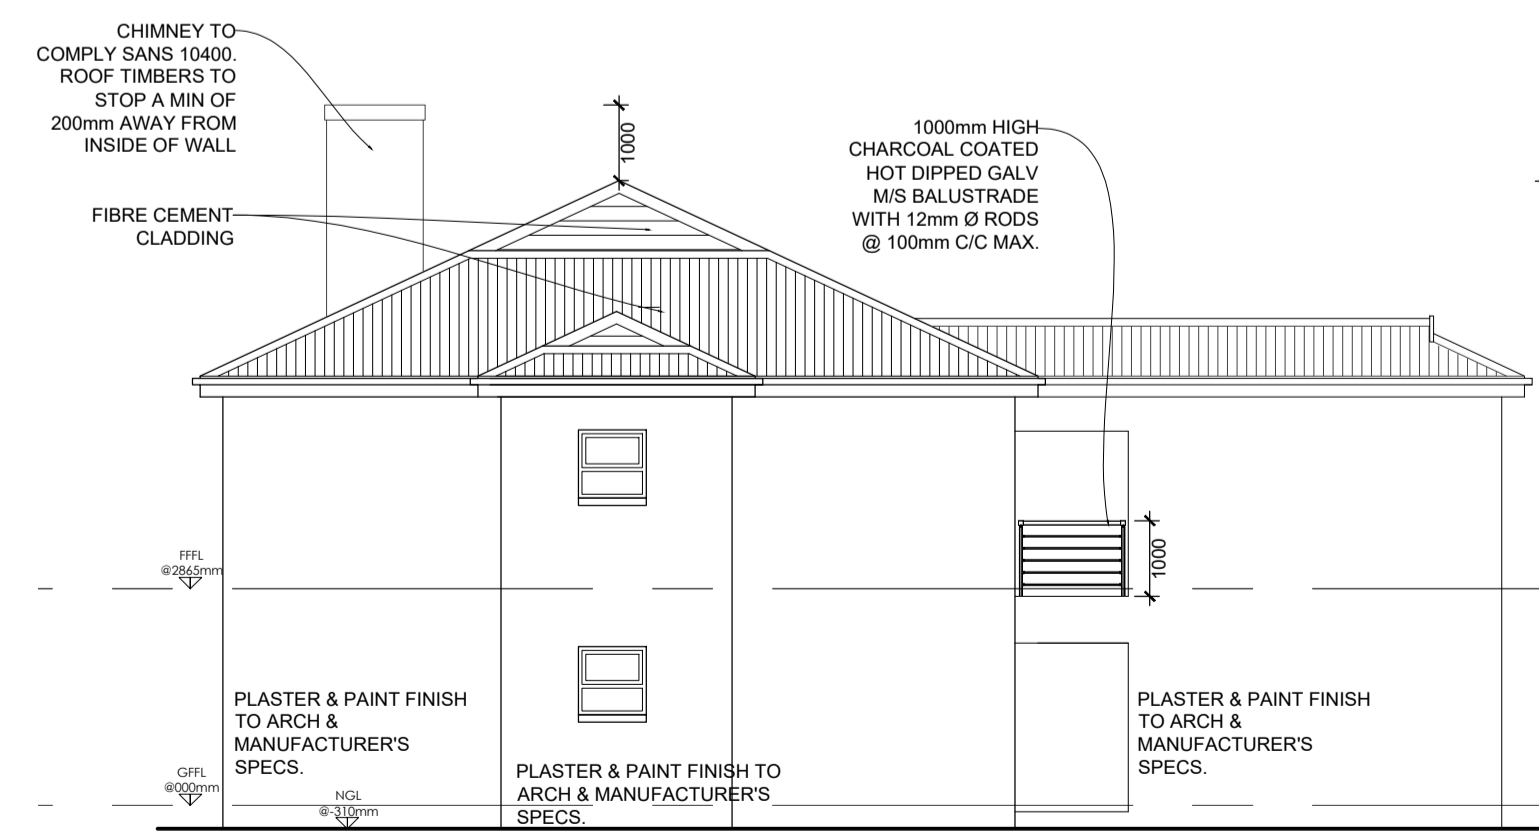 CHIMNEY TO
COMPLY SANS 10400.
ROOF TIMBERS TO
STOP A MIN OF
200mm AWAY FROM
INSIDE OF WALL
1000
1000mm HIGH
CHARCOAL COATED
HOT DIPPED GALV
M/S BALUSTRADE
WITH 12mm Ø RODS
@ 100mm C/C MAX.
FIBRE CEMENT
CLADDING
FFFL
@2865mm
1000
PLASTER & PAINT FINISH
TO ARCH &
MANUFACTURER'S
SPECS.
PLASTER & PAINT FINISH TO
ARCH & MANUFACTURER'S
SPECS.
PLASTER & PAINT FINISH
TO ARCH &
MANUFACTURER'S
SPECS.
GFFL
@000mm
NGL
@-310mm